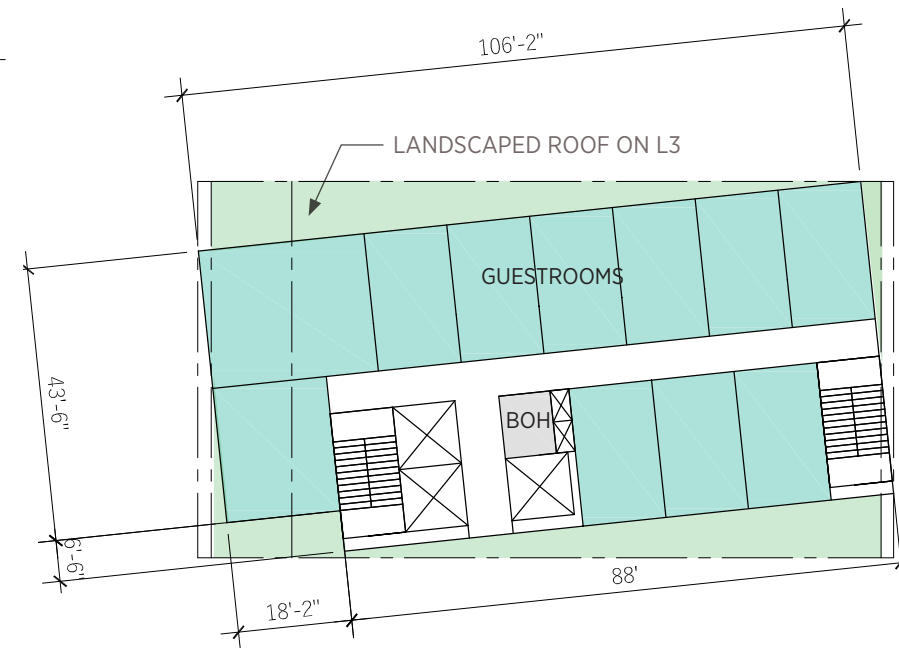 106'-2"
LANDSCAPED ROOF ON L3
GUESTROOMS
43'-6"
BOH
6'-6"
88'
18'-2"